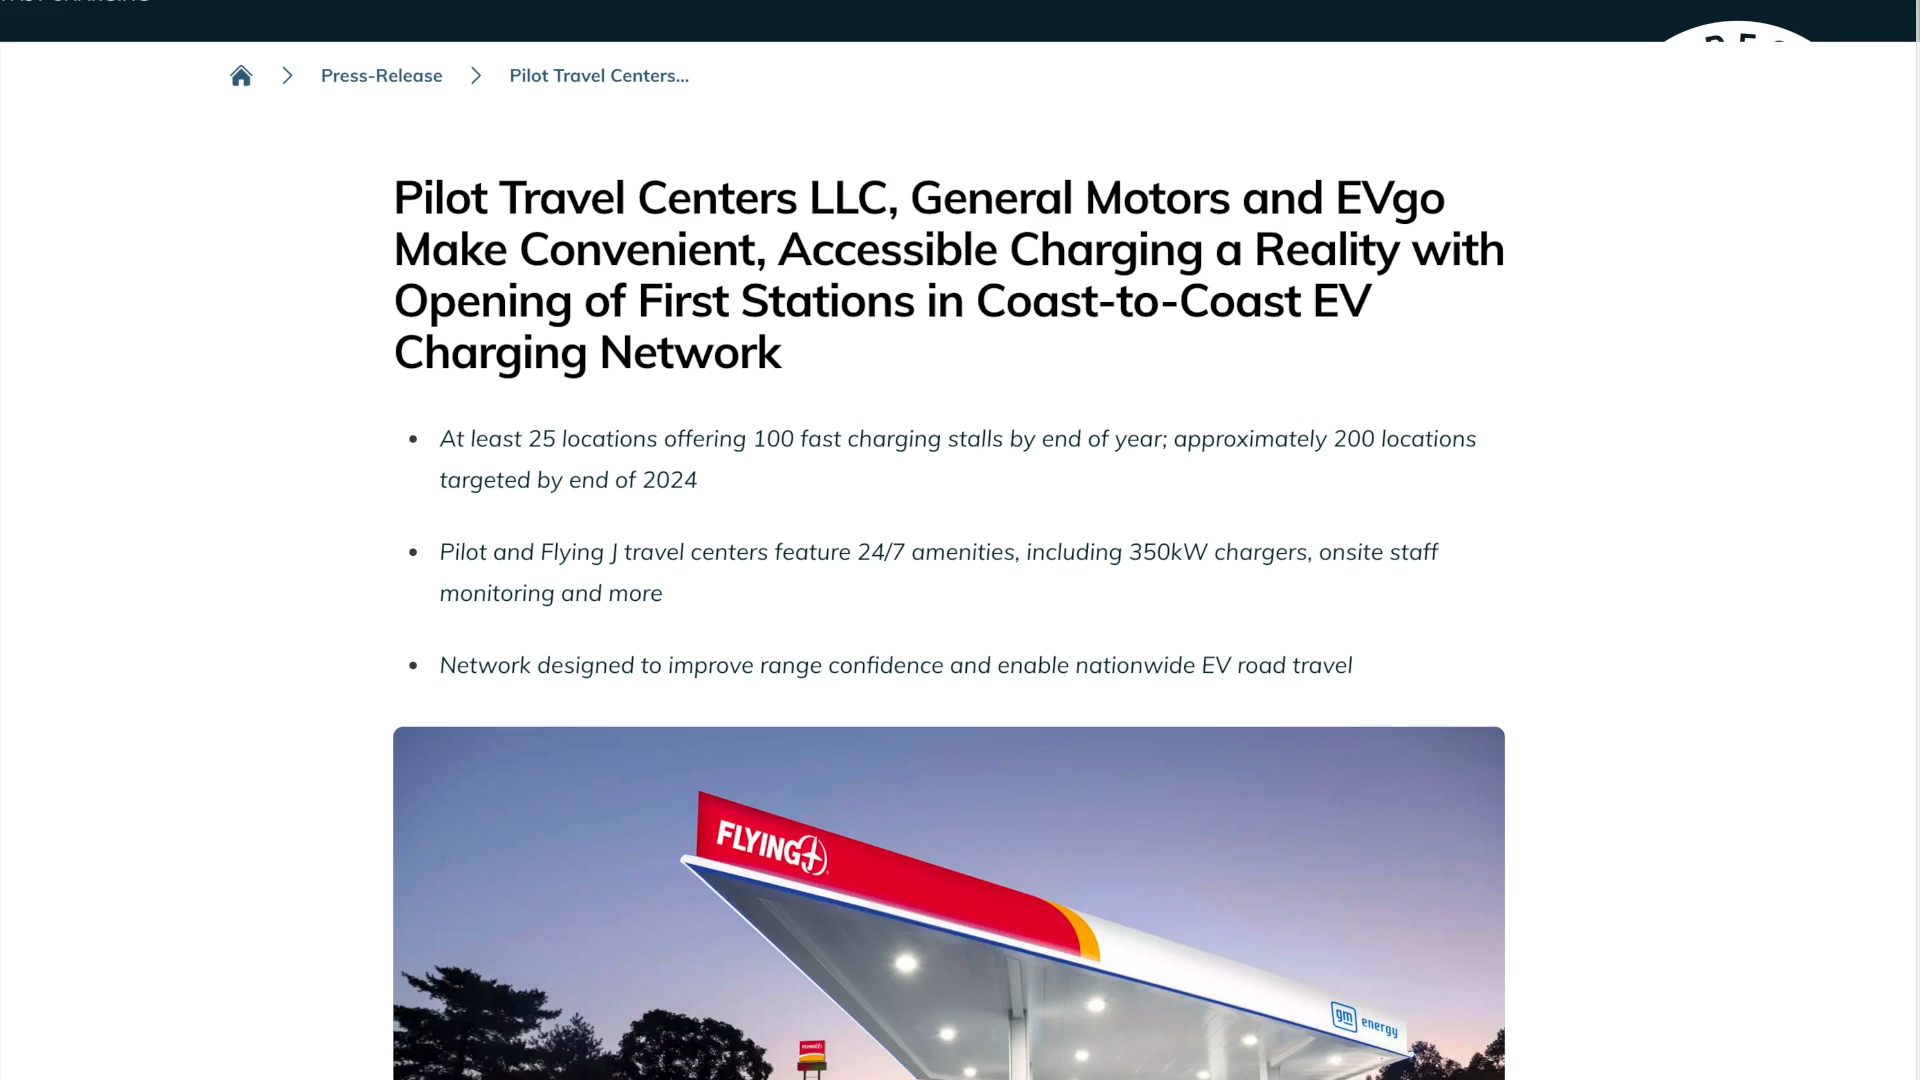 Press-Release
Pilot Travel Centers...
Pilot Travel Centers LLC, General Motors and EVgo
Make Convenient, Accessible Charging a Reality with
Opening of First Stations in Coast-to-Coast EV
Charging Network
At least 25 locations offering 100 fast charging stalls by end of year; approximately 200 locations
targeted by end of 2024
Pilot and Flying J travel centers feature 24/7 amenities, including 350kW chargers, onsite staff
monitoring and more
Network designed to improve range confidence and enable nationwide EV road travel
FLYING J
gm energy
FLYING J